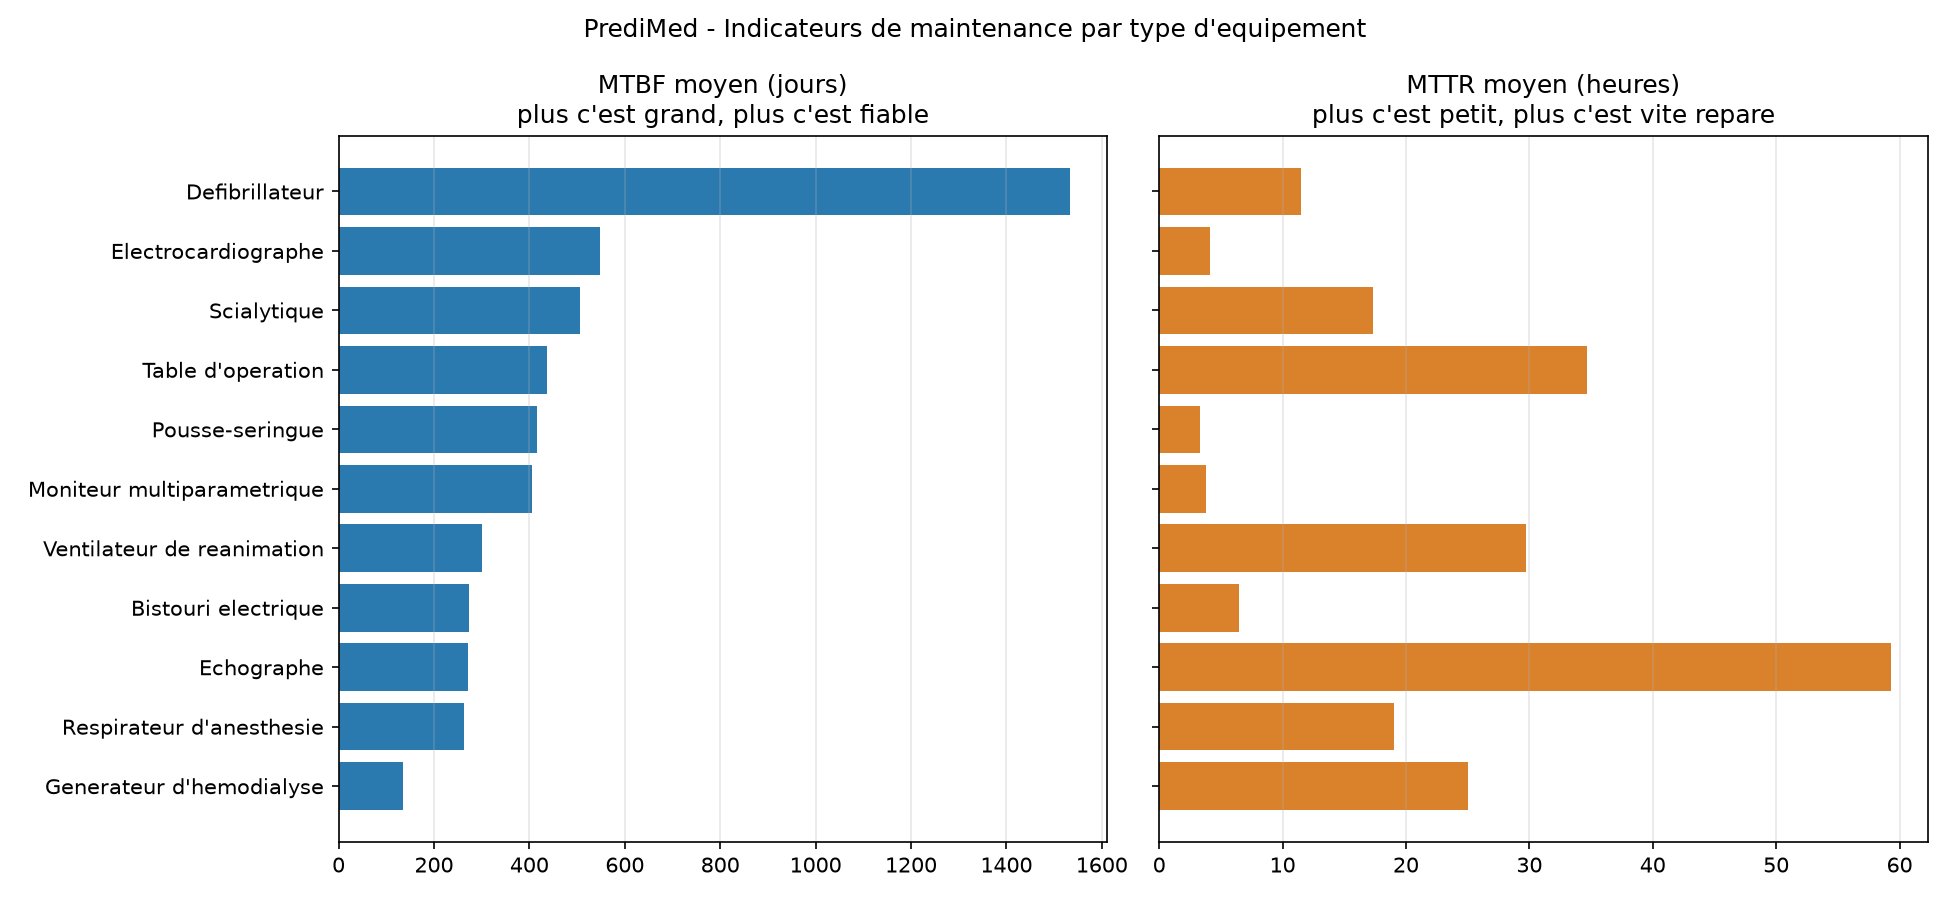 PrediMed - Indicateurs de maintenance par type d'equipement
MTBF moyen (jours)
plus c'est grand, plus c'est fiable
MTTR moyen (heures)
plus c'est petit, plus c'est vite repare
Defibrillateur
Electrocardiographe
Scialytique
Table d'operation
Pousse-seringue
Moniteur multiparametrique
Ventilateur de reanimation
Bistouri electrique
Echographe
Respirateur d'anesthesie
Generateur d'hemodialyse
0 200 400 600 800 1000 1200 1400 1600
0 10 20 30 40 50 60